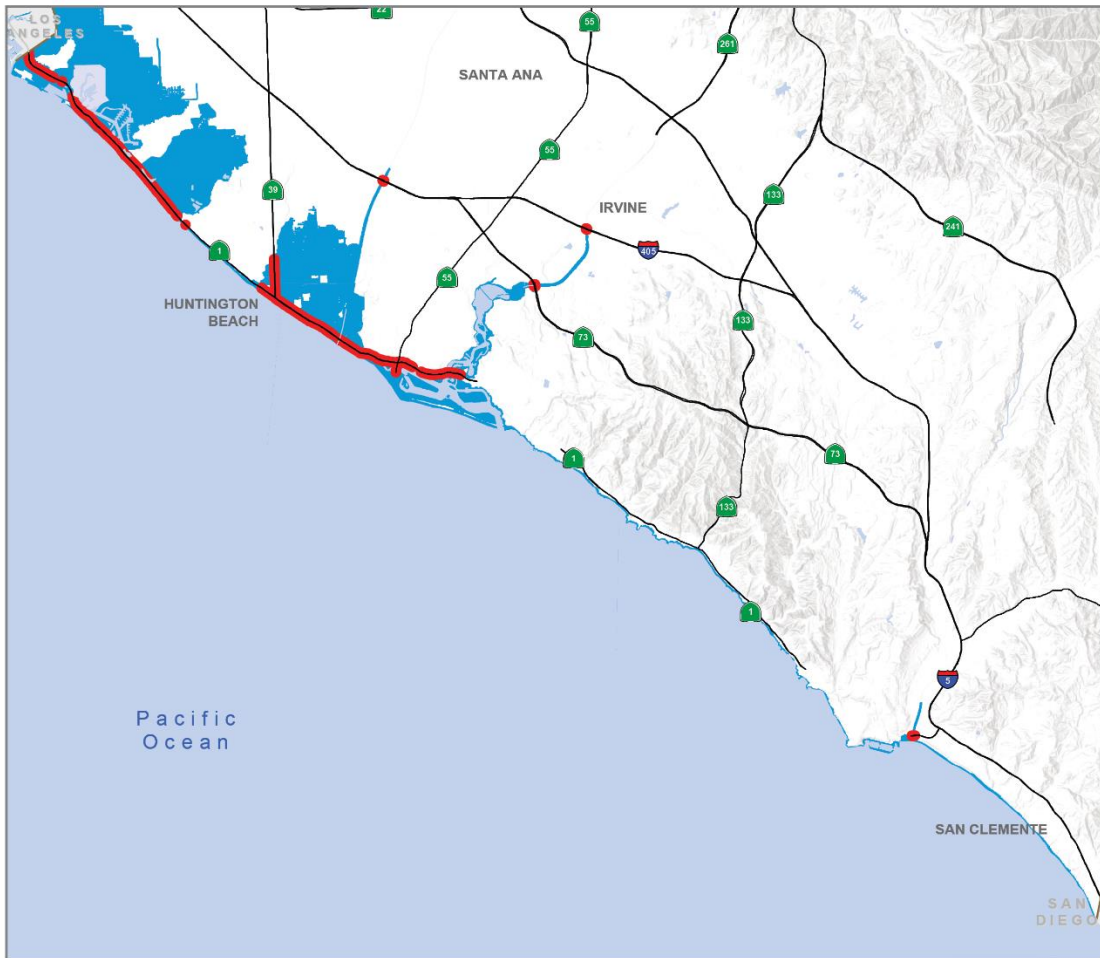 LOS
ANGELES
22
55
261
SANTA ANA
55
39
133
IRVINE
241
405
1
55
HUNTINGTON
BEACH
133
73
1
73
133
1
5
Pacific
Ocean
SAN CLEMENTE
SAN
DIEGO